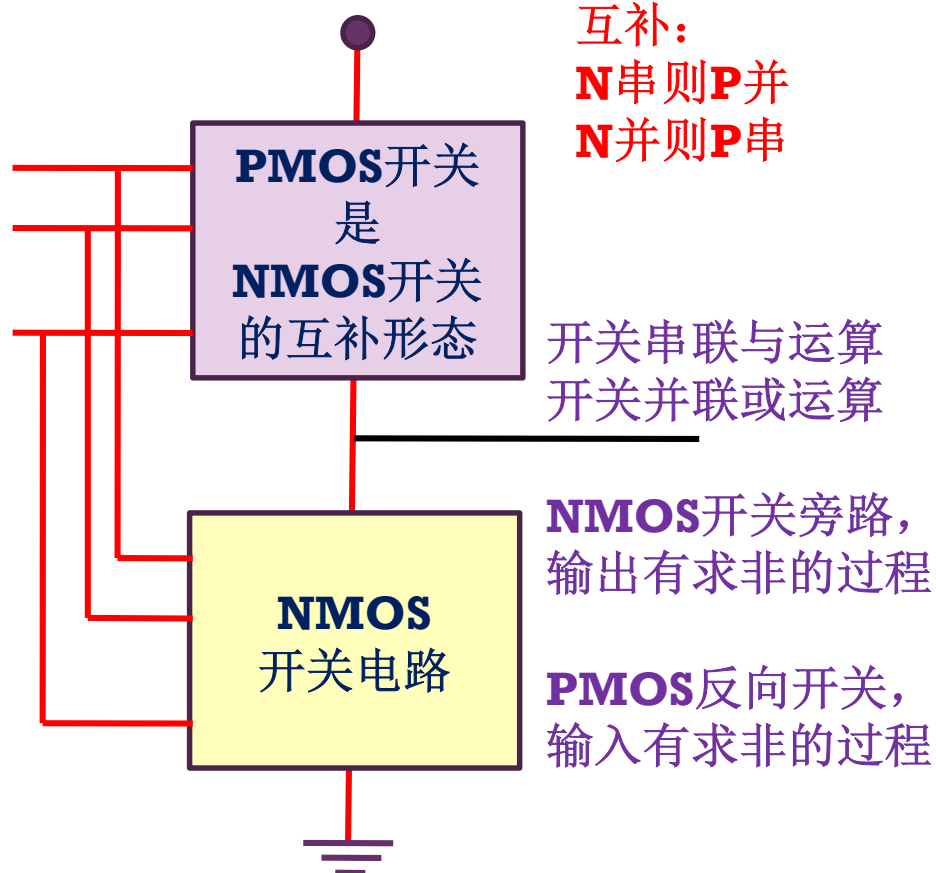 互补：
N串则P并
N并则P串
PMOS开关
是
NMOS开关
的互补形态
开关串联与运算
开关并联或运算
NMOS开关旁路，
输出有求非的过程
NMOS
开关电路
PMOS反向开关，
输入有求非的过程